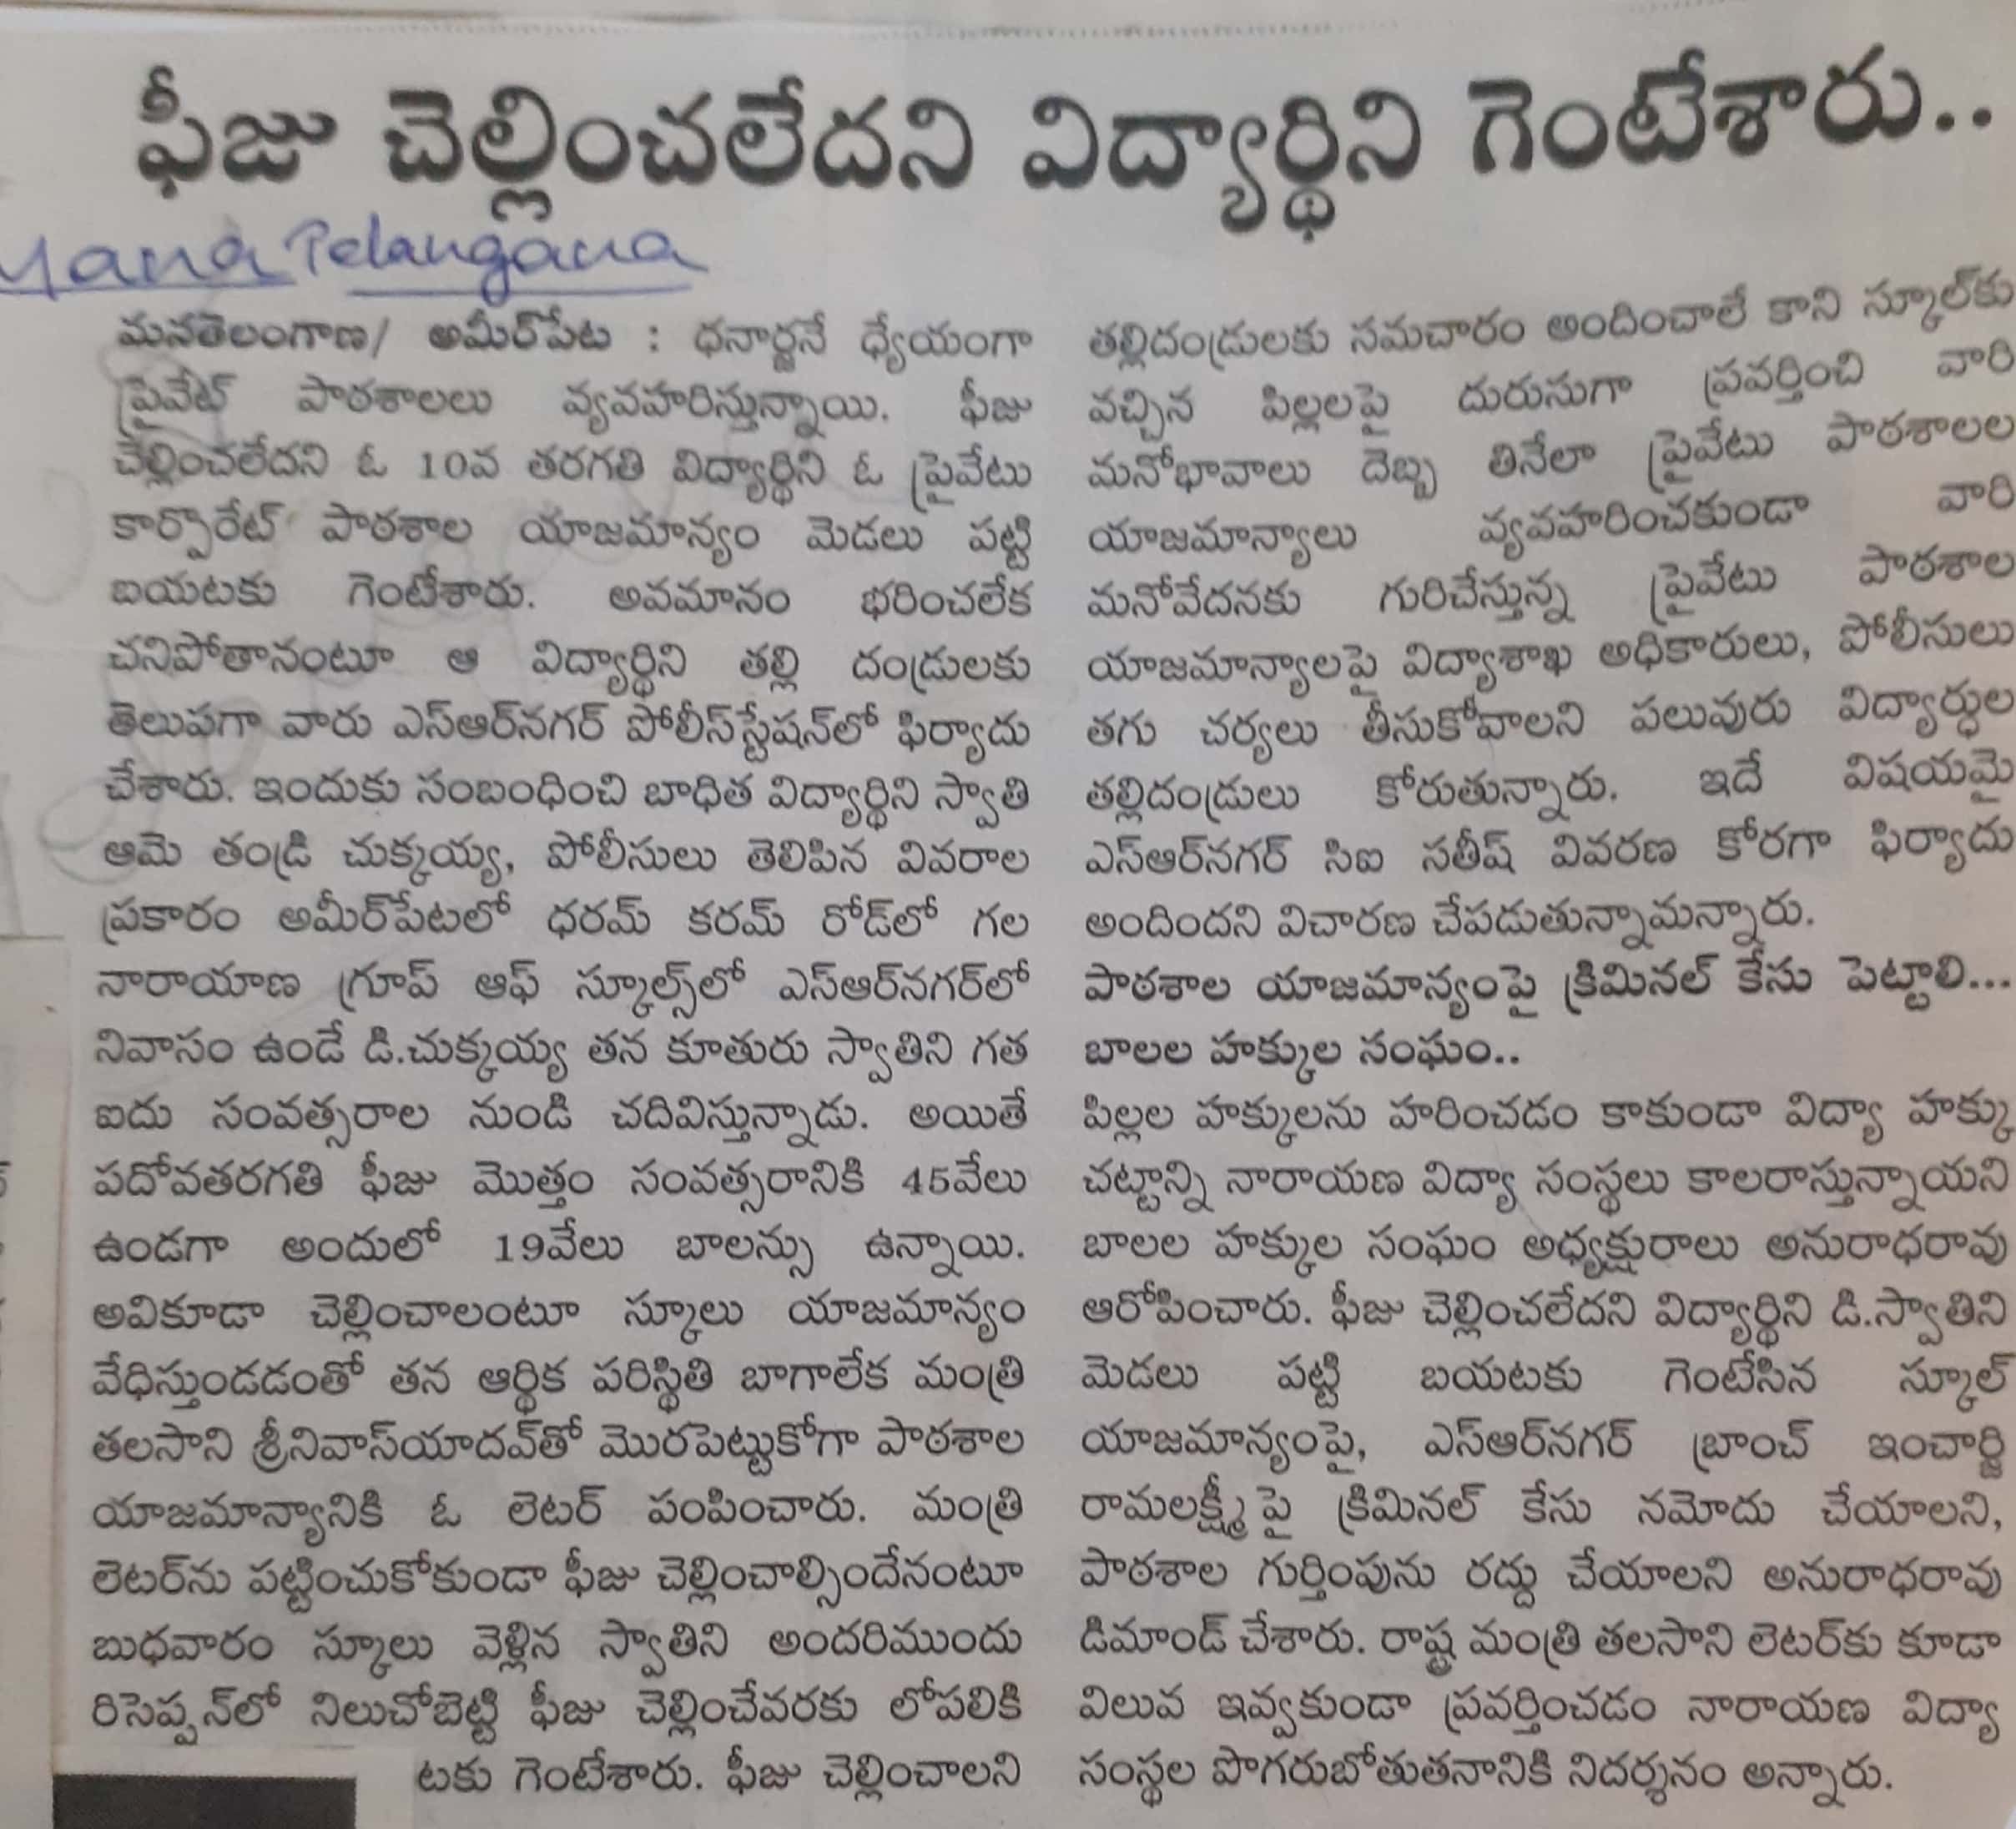 ఫీజు చెల్లించలేదని విద్యార్థిని గెంటేశారు..
Mana Telangana
మనతెలంగాణ/ అమీర్‌పేట : ధనార్జనే ధ్యేయంగా
ప్రైవేట్ పాఠశాలలు వ్యవహరిస్తున్నాయి. ఫీజు
చెల్లించలేదని ఓ 10వ తరగతి విద్యార్థిని ఓ ప్రైవేటు
కార్పొరేట్ పాఠశాల యాజమాన్యం మెడలు పట్టి
బయటకు గెంటేశారు. అవమానం భరించలేక
చనిపోతానంటూ ఆ విద్యార్థిని తల్లి దండ్రులకు
తెలుపగా వారు ఎస్ఆర్‌నగర్ పోలీస్‌స్టేషన్‌లో ఫిర్యాదు
చేశారు. ఇందుకు సంబంధించి బాధిత విద్యార్థిని స్వాతి
ఆమె తండ్రి చుక్కయ్య, పోలీసులు తెలిపిన వివరాల
ప్రకారం అమీర్‌పేటలో ధరమ్ కరమ్ రోడ్‌లో గల
నారాయాణ గ్రూప్ ఆఫ్ స్కూల్స్‌లో ఎస్ఆర్‌నగర్‌లో
నివాసం ఉండే డి.చుక్కయ్య తన కూతురు స్వాతిని గత
ఐదు సంవత్సరాల నుండి చదివిస్తున్నాడు. అయితే
పదోవతరగతి ఫీజు మొత్తం సంవత్సరానికి 45వేలు
ఉండగా అందులో 19వేలు బాలన్సు ఉన్నాయి.
అవికూడా చెల్లించాలంటూ స్కూలు యాజమాన్యం
వేధిస్తుండడంతో తన ఆర్థిక పరిస్థితి బాగాలేక మంత్రి
తలసాని శ్రీనివాస్‌యాదవ్‌తో మొరపెట్టుకోగా పాఠశాల
యాజమాన్యానికి ఓ లెటర్ పంపించారు. మంత్రి
లెటర్‌ను పట్టించుకోకుండా ఫీజు చెల్లించాల్సిందేనంటూ
బుధవారం స్కూలు వెళ్లిన స్వాతిని అందరిముందు
రిసెప్షన్‌లో నిలుచోబెట్టి ఫీజు చెల్లించేవరకు లోపలికి
టకు గెంటేశారు. ఫీజు చెల్లించాలని
తల్లిదండ్రులకు సమచారం అందించాలే కాని స్కూల్‌కు
వచ్చిన పిల్లలపై దురుసుగా ప్రవర్తించి వారి
మనోభావాలు దెబ్బ తినేలా ప్రైవేటు పాఠశాలల
యాజమాన్యాలు వ్యవహరించకుండా వారి
మనోవేదనకు గురిచేస్తున్న ప్రైవేటు పాఠశాల
యాజమాన్యాలపై విద్యాశాఖ అధికారులు, పోలీసులు
తగు చర్యలు తీసుకోవాలని పలువురు విద్యార్థుల
తల్లిదండ్రులు కోరుతున్నారు. ఇదే విషయమై
ఎస్ఆర్‌నగర్ సిఐ సతీష్ వివరణ కోరగా ఫిర్యాదు
అందిందని విచారణ చేపడుతున్నామన్నారు.
పాఠశాల యాజమాన్యంపై క్రిమినల్ కేసు పెట్టాలి...
బాలల హక్కుల సంఘం..
పిల్లల హక్కులను హరించడం కాకుండా విద్యా హక్కు
చట్టాన్ని నారాయణ విద్యా సంస్థలు కాలరాస్తున్నాయని
బాలల హక్కుల సంఘం అధ్యక్షురాలు అనురాధరావు
ఆరోపించారు. ఫీజు చెల్లించలేదని విద్యార్థిని డి.స్వాతిని
మెడలు పట్టి బయటకు గెంటేసిన స్కూల్
యాజమాన్యంపై, ఎస్ఆర్‌నగర్ బ్రాంచ్ ఇంచార్జి
రామలక్ష్మీ పై క్రిమినల్ కేసు నమోదు చేయాలని,
పాఠశాల గుర్తింపును రద్దు చేయాలని అనురాధరావు
డిమాండ్ చేశారు. రాష్ట్ర మంత్రి తలసాని లెటర్‌కు కూడా
విలువ ఇవ్వకుండా ప్రవర్తించడం నారాయణ విద్యా
సంస్థల పొగరుబోతుతనానికి నిదర్శనం అన్నారు.